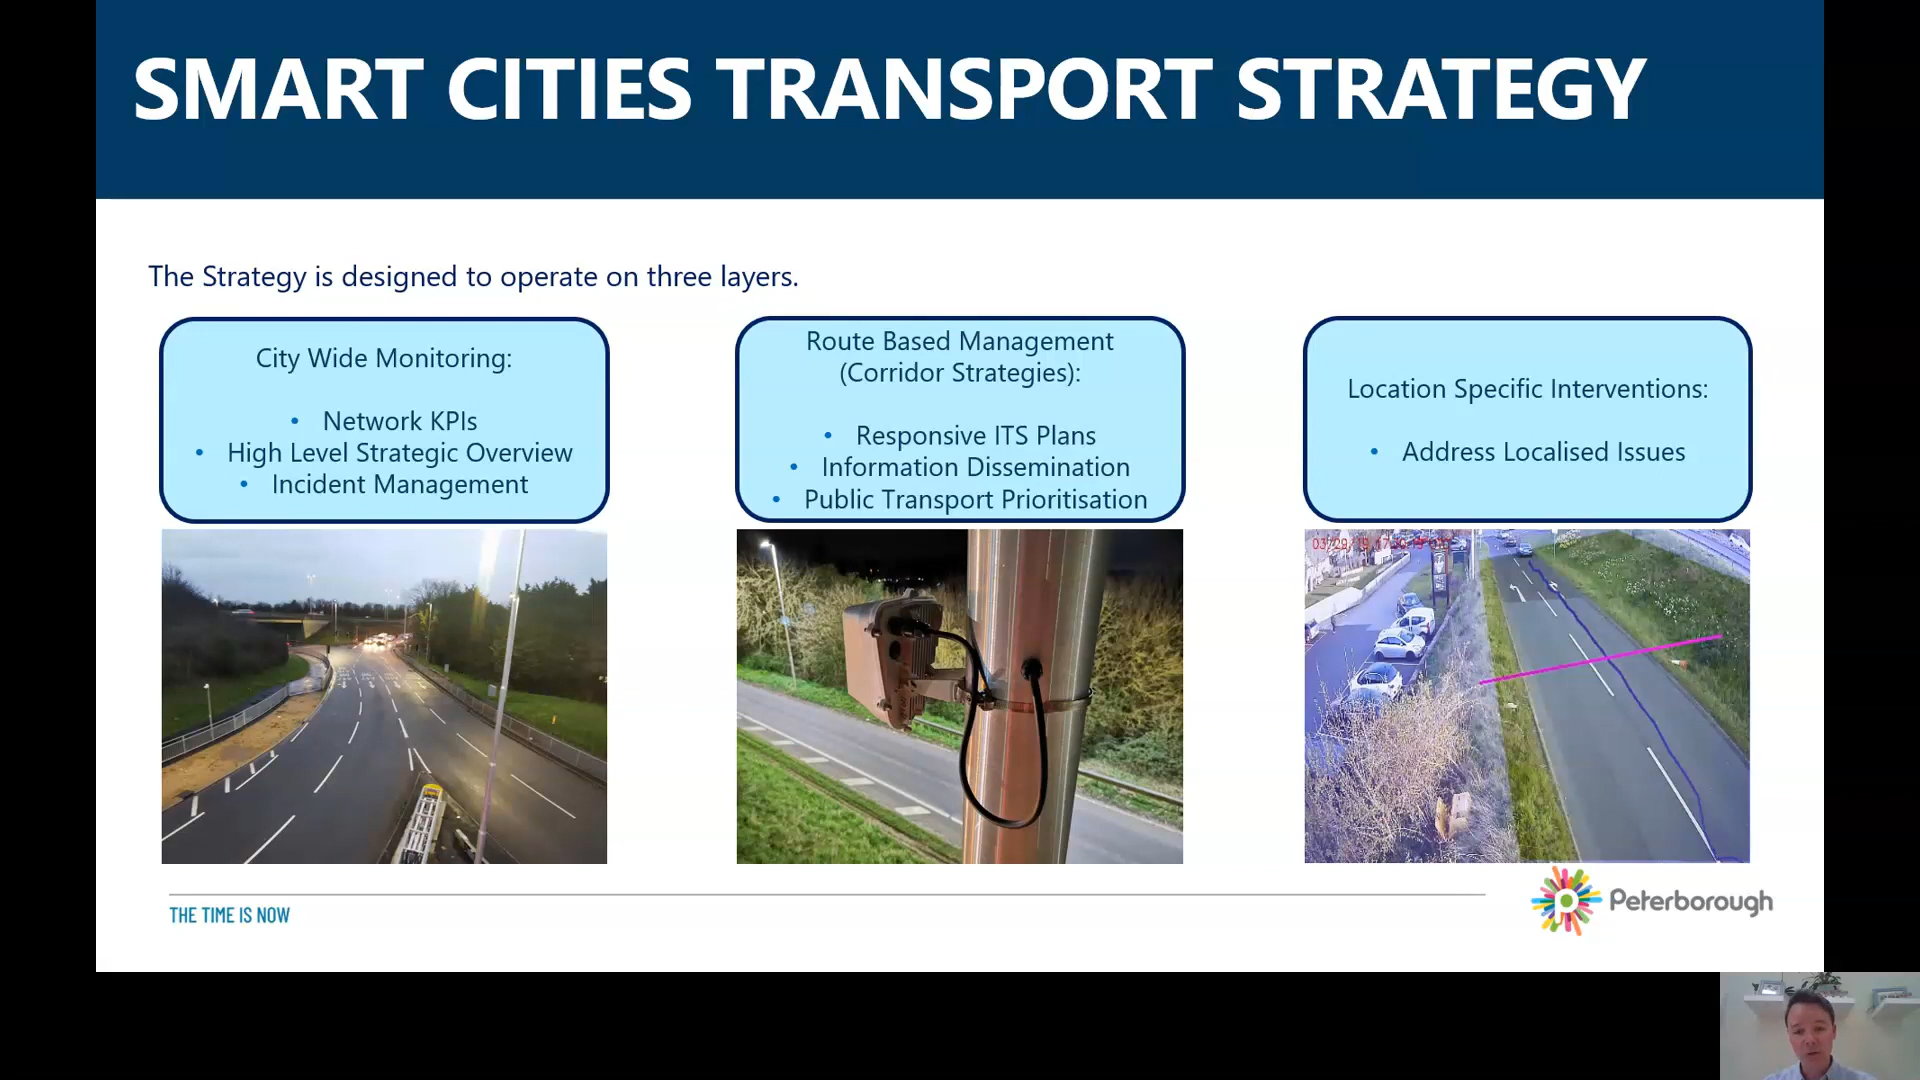 SMART CITIES TRANSPORT STRATEGY
The Strategy is designed to operate on three layers.
City Wide Monitoring:
• Network KPIs
• High Level Strategic Overview
• Incident Management
Route Based Management
(Corridor Strategies):
• Responsive ITS Plans
• Information Dissemination
• Public Transport Prioritisation
Location Specific Interventions:
• Address Localised Issues
THE TIME IS NOW
Peterborough